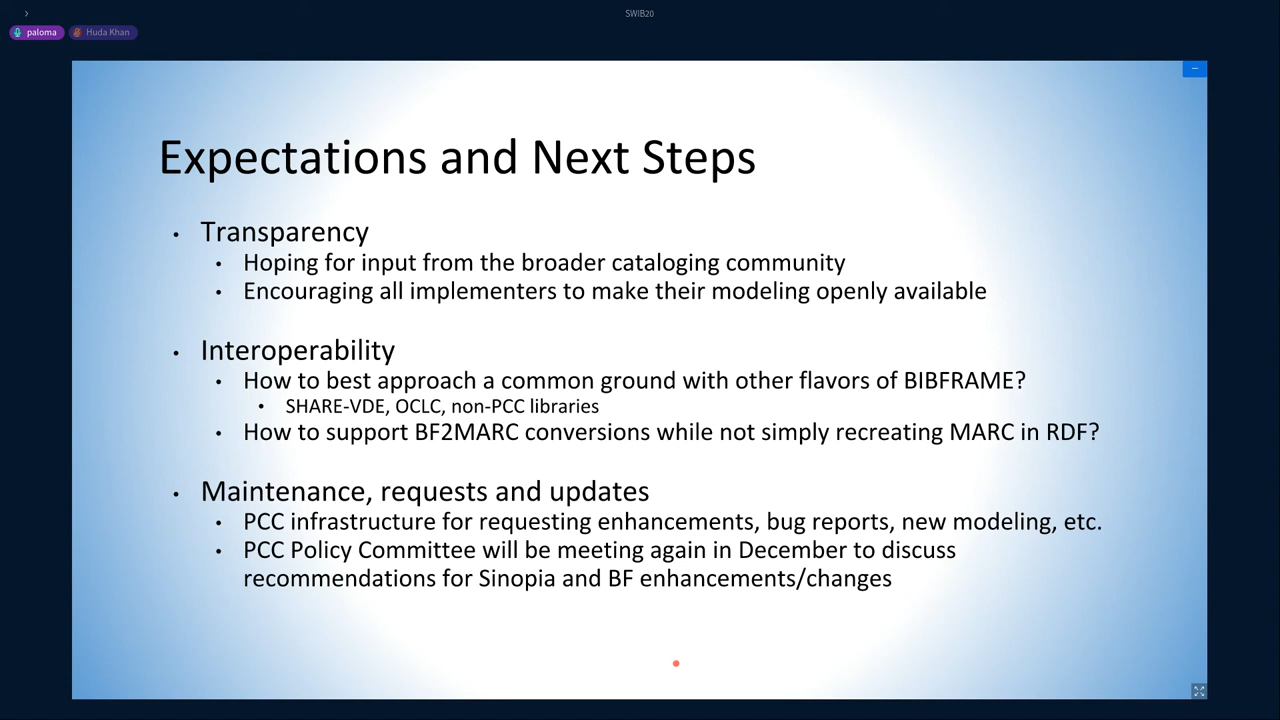 SWIB20
paloma
Huda Khan
Expectations and Next Steps
• Transparency
• Hoping for input from the broader cataloging community
• Encouraging all implementers to make their modeling openly available
• Interoperability
• How to best approach a common ground with other flavors of BIBFRAME?
• SHARE-VDE, OCLC, non-PCC libraries
• How to support BF2MARC conversions while not simply recreating MARC in RDF?
• Maintenance, requests and updates
• PCC infrastructure for requesting enhancements, bug reports, new modeling, etc.
• PCC Policy Committee will be meeting again in December to discuss
recommendations for Sinopia and BF enhancements/changes